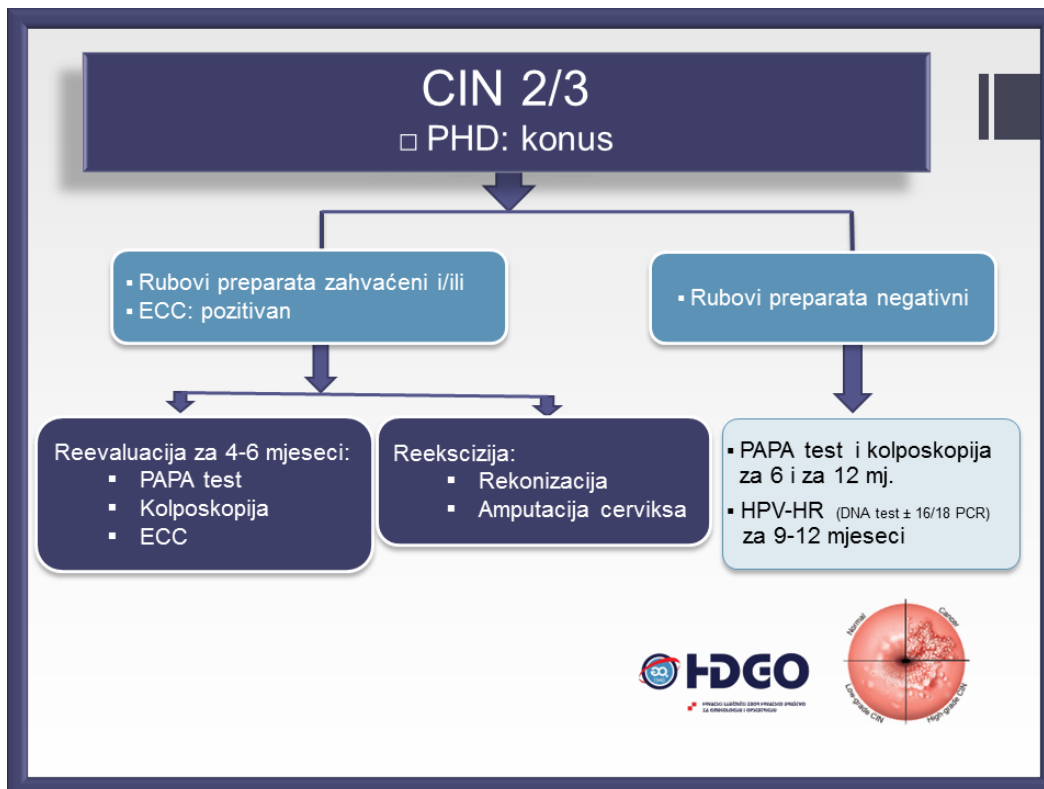 CIN 2/3
□ PHD: konus
▪ Rubovi preparata zahvaćeni i/ili
▪ ECC: pozitivan
▪ Rubovi preparata negativni
Reevaluacija za 4-6 mjeseci:
▪ PAPA test
▪ Kolposkopija
▪ ECC
Reekscizija:
▪ Rekonizacija
▪ Amputacija cerviksa
▪ PAPA test i kolposkopija
za 6 i za 12 mj.
▪ HPV-HR (DNA test ± 16/18 PCR)
za 9-12 mjeseci
HDGO
Normal
Cancer
Low-grade CIN
High-grade CIN